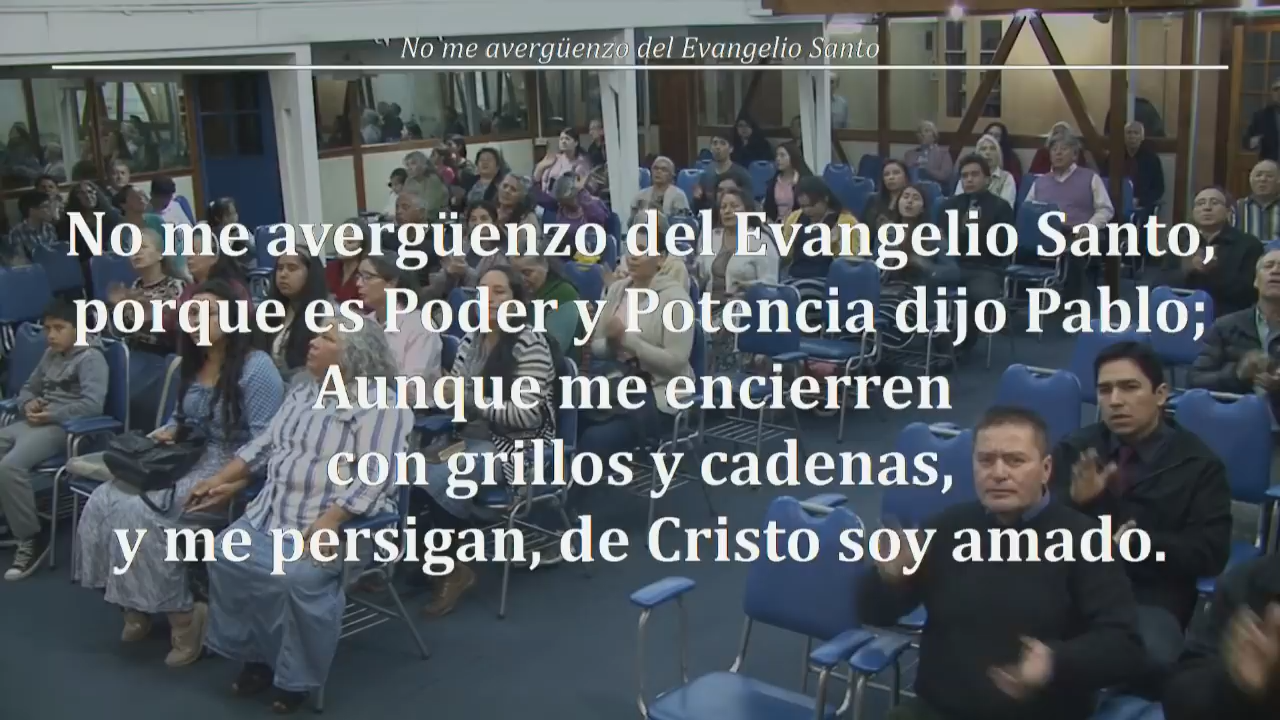 No me avergüenzo del Evangelio Santo
No me avergüenzo del Evangelio Santo,
porque es Poder y Potencia dijo Pablo;
Aunque me encierren
con grillos y cadenas,
y me persigan, de Cristo soy amado.